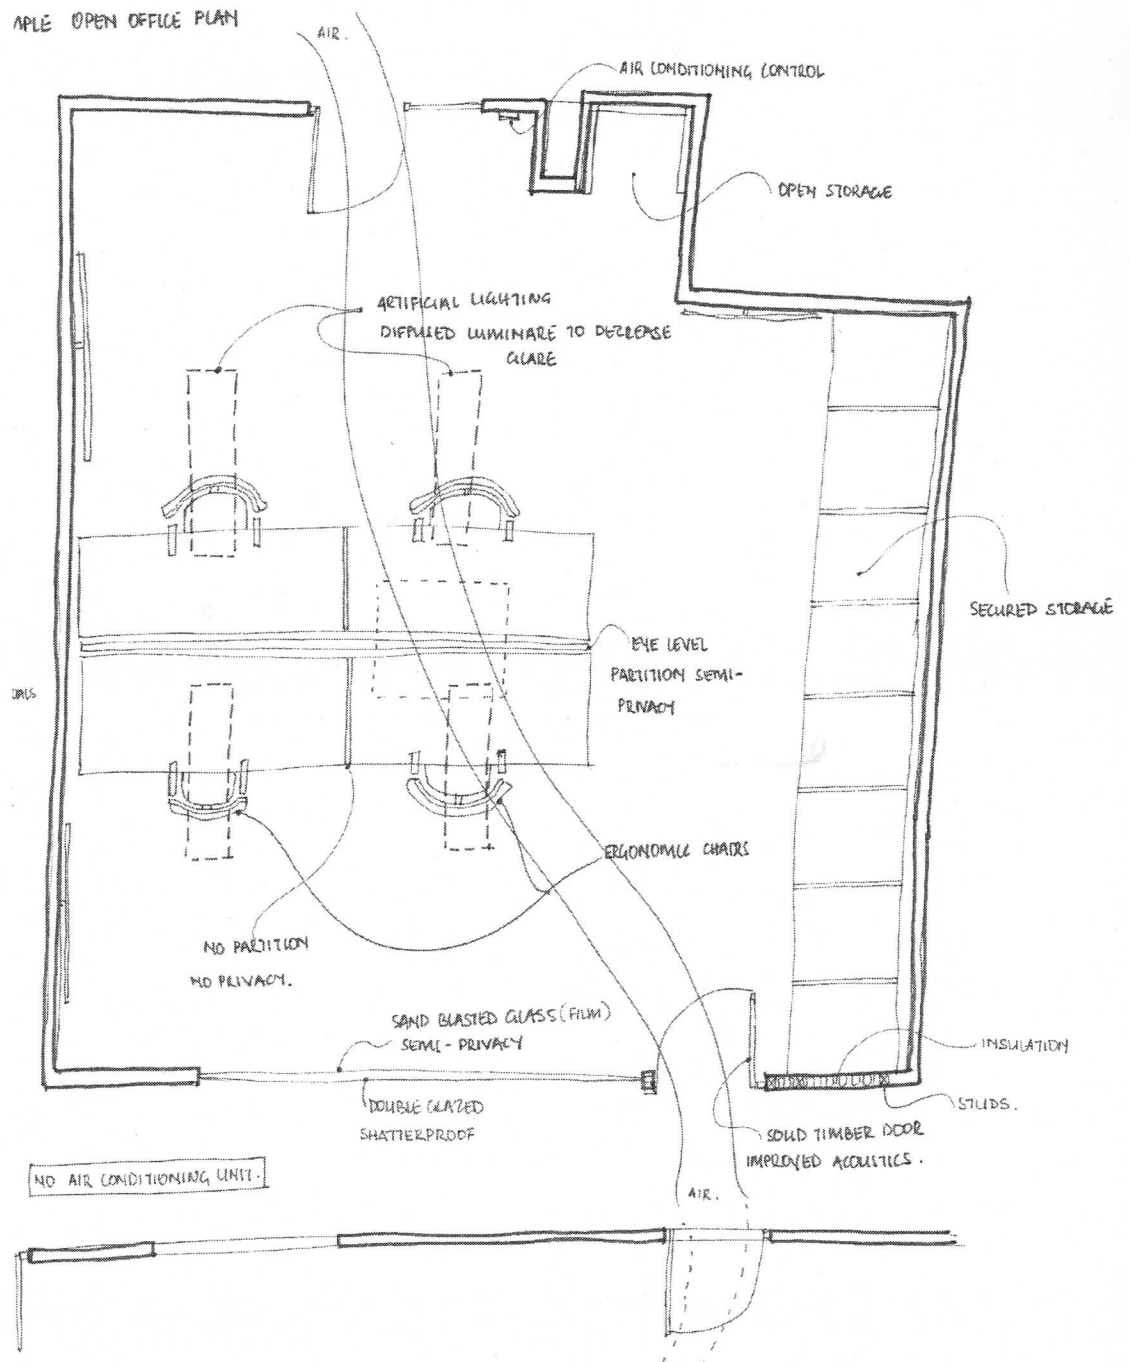 OPEN OFFICE PLAN
AIR.
AIR CONDITIONING CONTROL
OPEN STORAGE
ARTIFICIAL LIGHTING
DIFFUSED LUMINARE TO DECREASE
GLARE
SECURED STORAGE
EYE LEVEL
PARTITION SEMI-
PRIVACY
ERGONOMIC CHAIRS
NO PARTITION
NO PRIVACY.
SAND BLASTED GLASS (FILM)
SEMI-PRIVACY
INSULATION
DOUBLE GLAZED
SHATTERPROOF
STUDS.
SOLID TIMBER DOOR
IMPROVED ACOUSTICS.
NO AIR CONDITIONING UNIT.
AIR.